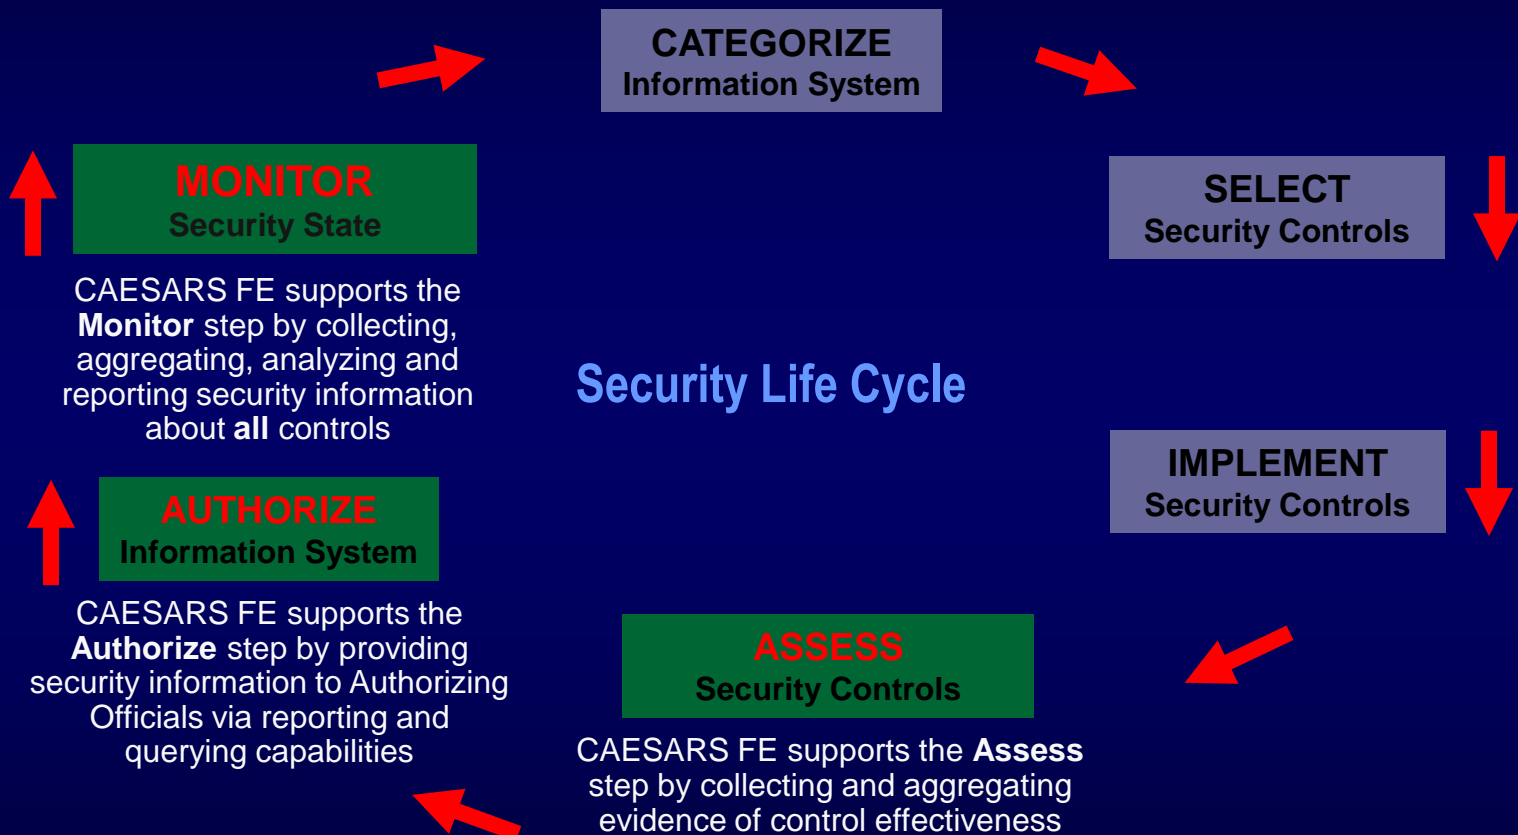 CATEGORIZE
Information System
MONITOR
Security State
SELECT
Security Controls
CAESARS FE supports the
Monitor step by collecting,
aggregating, analyzing and
reporting security information
about all controls
Security Life Cycle
IMPLEMENT
Security Controls
AUTHORIZE
Information System
CAESARS FE supports the
Authorize step by providing
security information to Authorizing
Officials via reporting and
querying capabilities
ASSESS
Security Controls
CAESARS FE supports the Assess
step by collecting and aggregating
evidence of control effectiveness